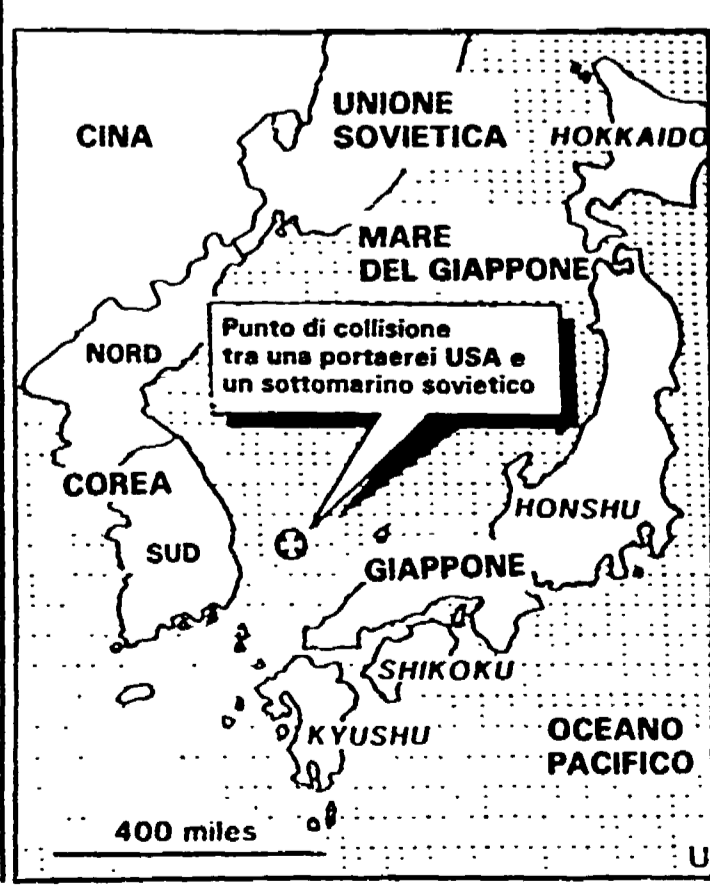 CINA
UNIONE
SOVIETICA
HOKKAIDO
MARE
DEL GIAPPONE
Punto di collisione
tra una portaerei USA e
un sottomarino sovietico
NORD
COREA
SUD
HONSHU
GIAPPONE
SHIKOKU
KYUSHU
OCEANO
PACIFICO
400 miles
U